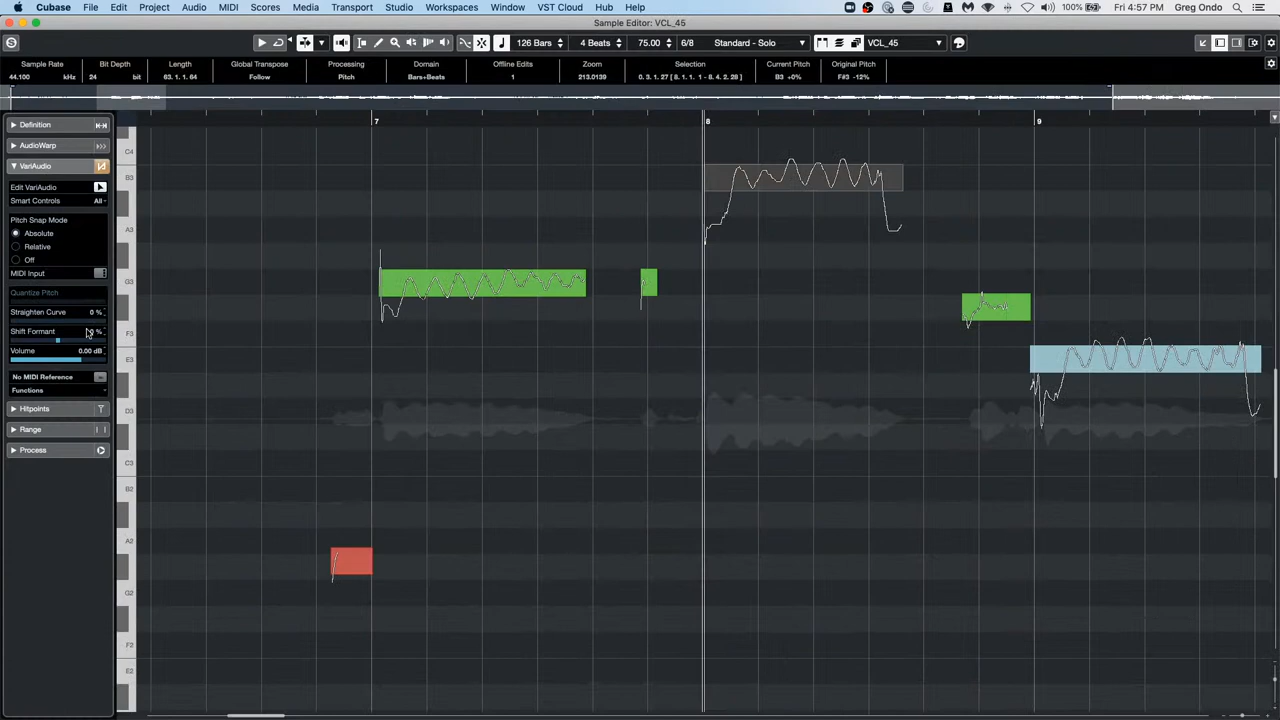 Cubase File Edit Project Audio MIDI Scores Media Transport Studio Workspaces Window VST Cloud Hub Help 100% Fri 4:57 PM Greg Ondo
Sample Editor: VCL_45
126 Bars 4 Beats 75.00 6/8 Standard - Solo VCL_45
Sample Rate Bit Depth Length Global Transpose Processing Domain Offline Edits Zoom Selection Current Pitch Original Pitch
44.100 kHz 24 bit 63. 1. 1. 64 Follow Pitch Bars+Beats 1 213.0139 0. 3. 1. 27 [ 8. 1. 1. 1 - 8. 4. 2. 28 ] B3 +0% F#3 -12%
7 8 9
Definition
AudioWarp
VariAudio
Edit VariAudio
Smart Controls All
Pitch Snap Mode
Absolute
Relative
Off
MIDI Input
Quantize Pitch
Straighten Curve 0 %
Shift Formant 0 %
Volume 0.00 dB
No MIDI Reference
Functions
Hitpoints
Range
Process
C4
B3
A3
G3
F3
E3
D3
C3
B2
A2
G2
F2
E2